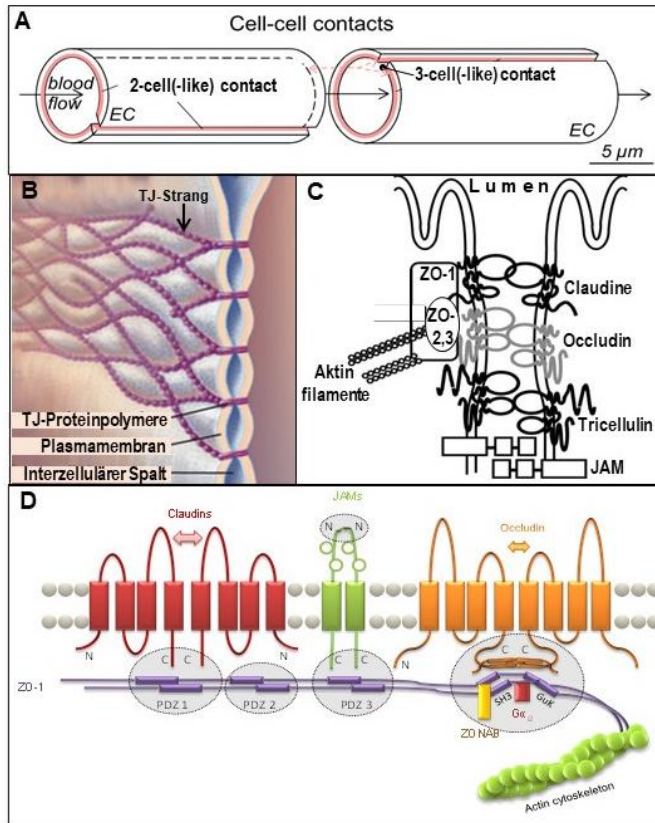 A
Cell-cell contacts
blood
flow
EC
2-cell(-like) contact
3-cell(-like) contact
EC
5 µm
B
TJ-Strang
TJ-Proteinpolymere
Plasmamembran
Interzellulärer Spalt
C
Lumen
ZO-1
ZO-
2,3
Aktin
filamente
Claudine
Occludin
Tricellulin
JAM
D
Claudins
JAMs
Occludin
N
N
N
C
C
C
C
N
C
C
N
ZO-1
PDZ 1
PDZ 2
PDZ 3
SH3
GuK
Gα
ZO NAB
Actin cytoskeleton